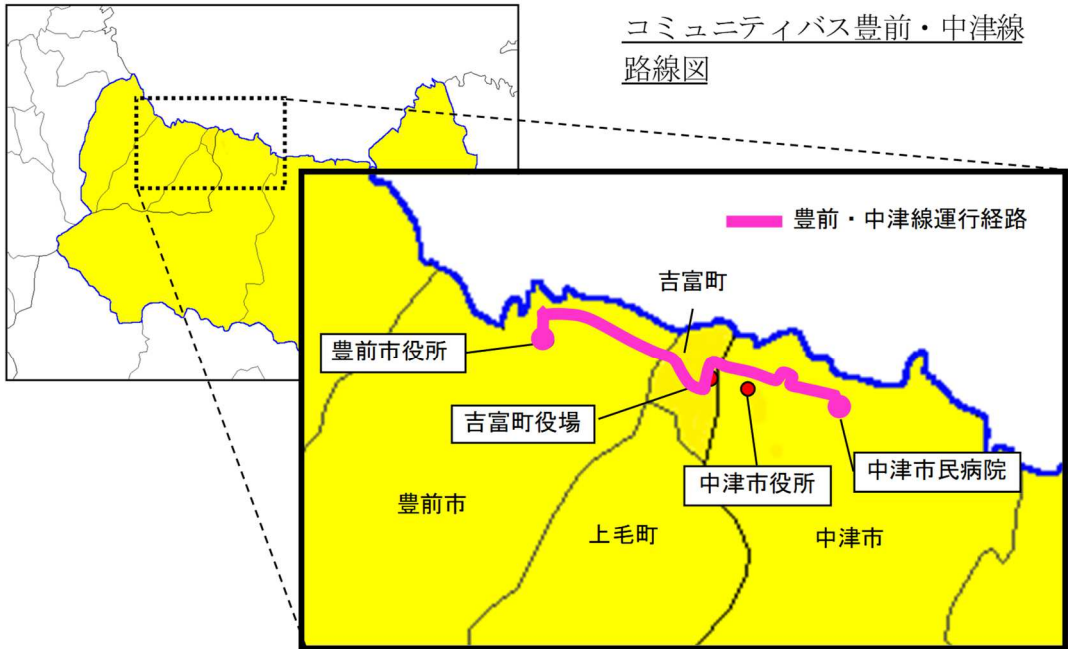 コミュニティバス豊前・中津線
路線図
豊前・中津線運行経路
吉富町
豊前市役所
吉富町役場
中津市役所
中津市民病院
豊前市
上毛町
中津市